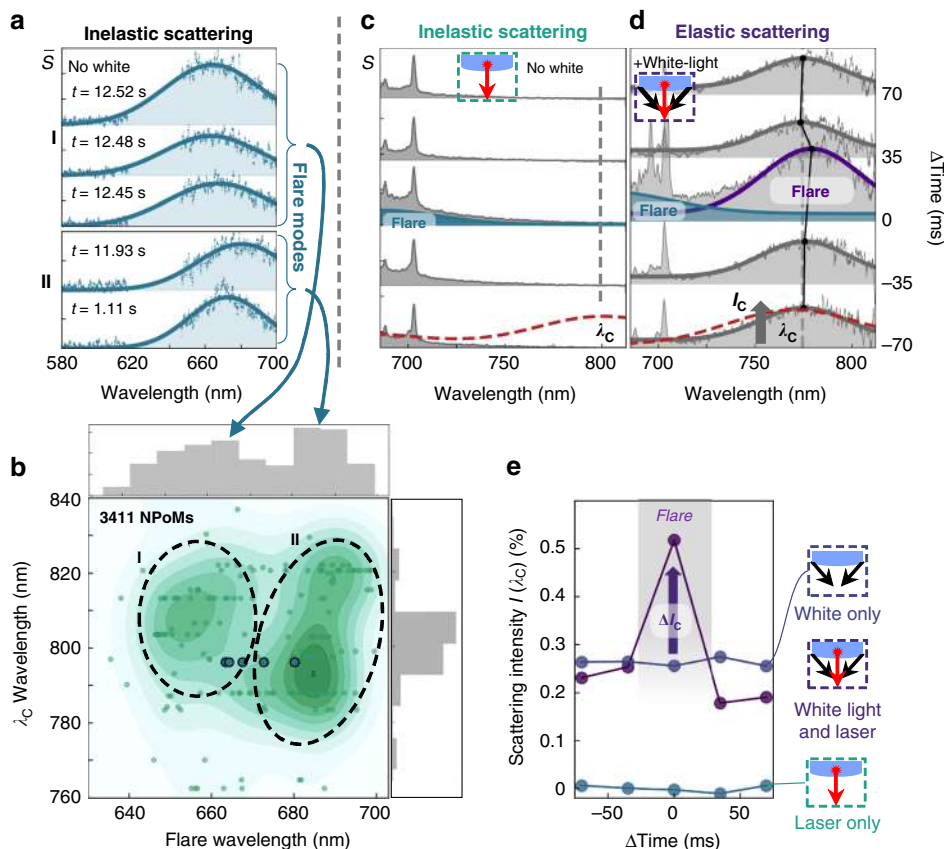 a
Inelastic scattering
S̄
No white
t = 12.52 s
I
t = 12.48 s
t = 12.45 s
Flare modes
II
t = 11.93 s
t = 1.11 s
580 620 660 700
Wavelength (nm)
c
Inelastic scattering
S
No white
Flare
λC
700 750 800
Wavelength (nm)
d
Elastic scattering
+White-light
Flare
Flare
IC
λC
70
35
0
−35
−70
ΔTime (ms)
700 750 800
Wavelength (nm)
b
3411 NPoMs
I
II
840
820
800
780
760
λC Wavelength (nm)
630 660 680 700
Flare wavelength (nm)
e
Flare
ΔIC
0.5
0.4
0.3
0.2
0.1
0
Scattering intensity I (λC) (%)
−50 0 50
ΔTime (ms)
White only
White light
and laser
Laser only